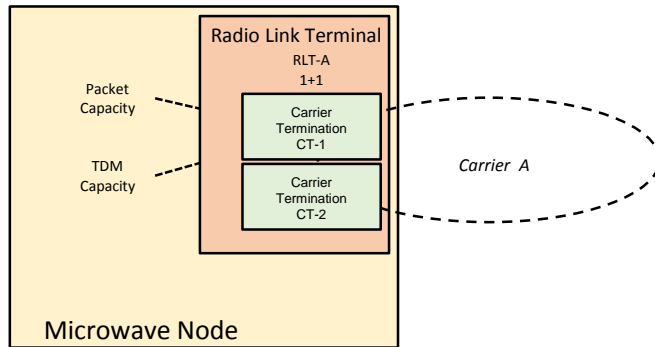 Radio Link Terminal
RLT-A
1+1
Packet
Capacity
Carrier
Termination
CT-1
TDM
Capacity
Carrier A
Carrier
Termination
CT-2
Microwave Node